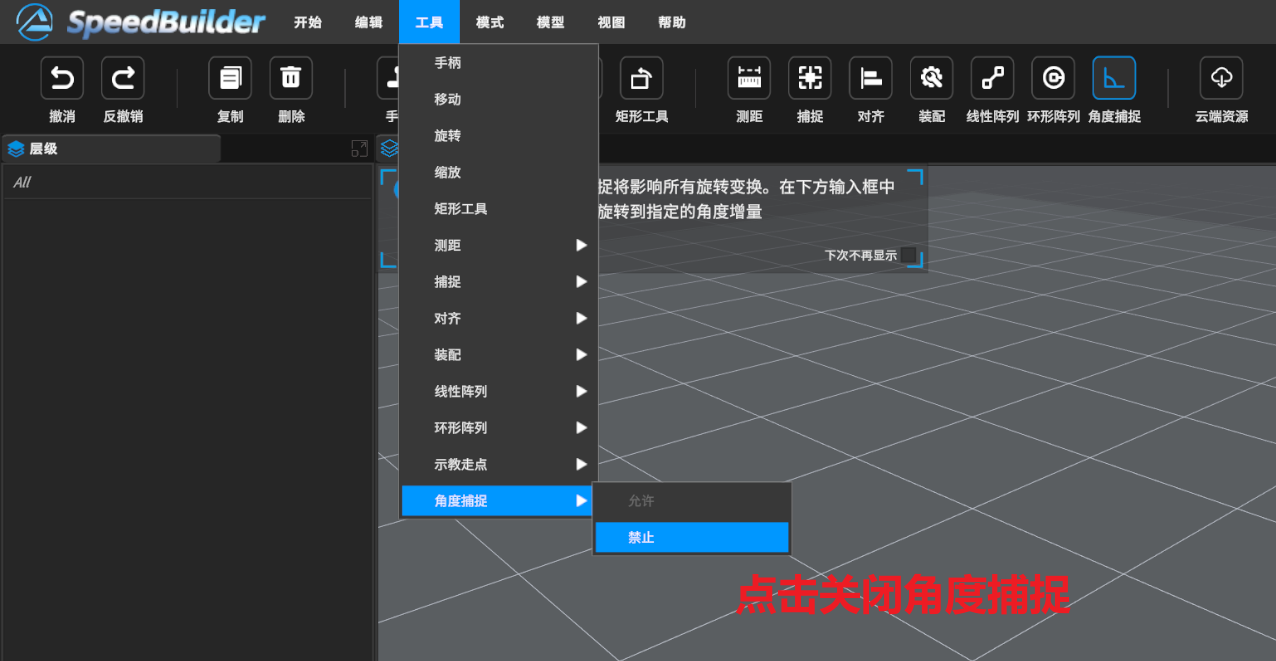 SpeedBuilder 开始 编辑 工具 模式 模型 视图 帮助
撤消 反撤销 复制 删除 手 矩形工具 测距 捕捉 对齐 装配 线性阵列 环形阵列 角度捕捉 云端资源
层级
All
手柄
移动
旋转
缩放
矩形工具
测距
捕捉
对齐
装配
线性阵列
环形阵列
示教走点
角度捕捉
允许
禁止
捉将影响所有旋转变换。在下方输入框中
旋转到指定的角度增量
下次不再显示
点击关闭角度捕捉